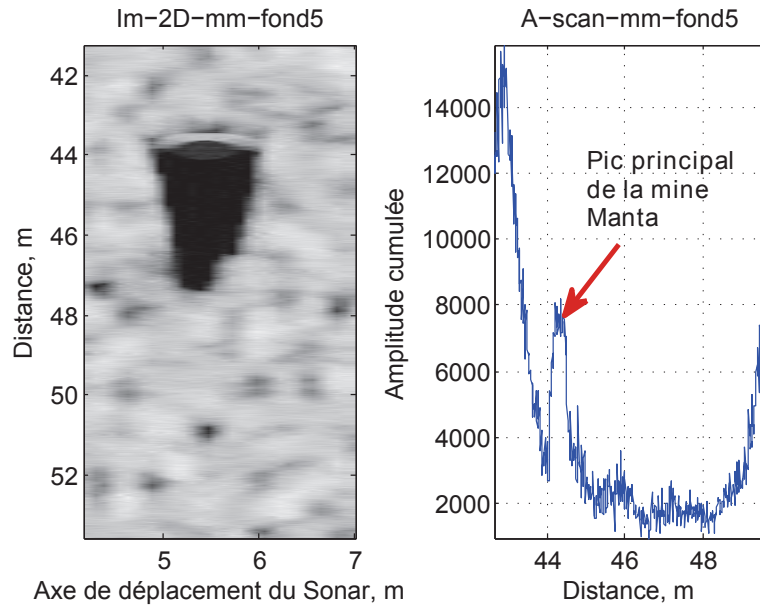 Im−2D−mm−fond5
42
44
46
48
50
52
Distance, m
5
6
7
Axe de déplacement du Sonar, m
A−scan−mm−fond5
14000
12000
10000
8000
6000
4000
2000
Amplitude cumulée
Pic principal
de la mine
Manta
44
46
48
Distance, m